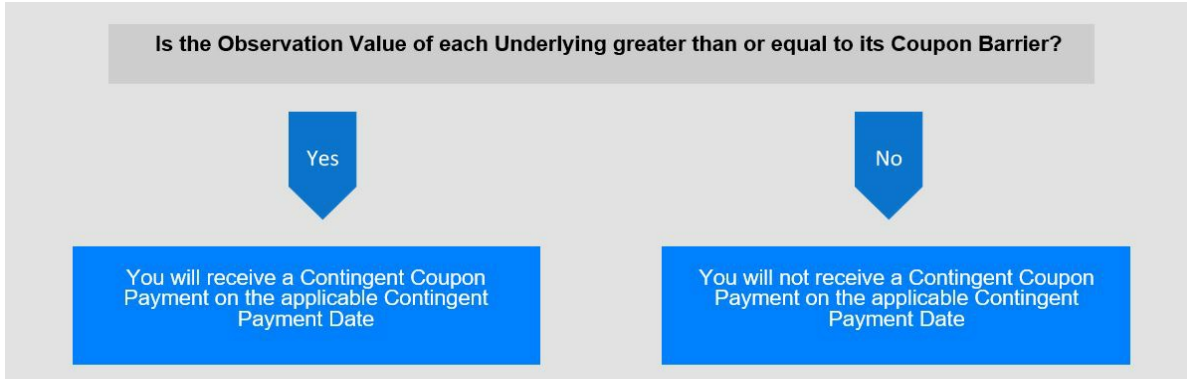 Is the Observation Value of each Underlying greater than or equal to its Coupon Barrier?
Yes
No
You will receive a Contingent Coupon
Payment on the applicable Contingent
Payment Date
You will not receive a Contingent Coupon
Payment on the applicable Contingent
Payment Date